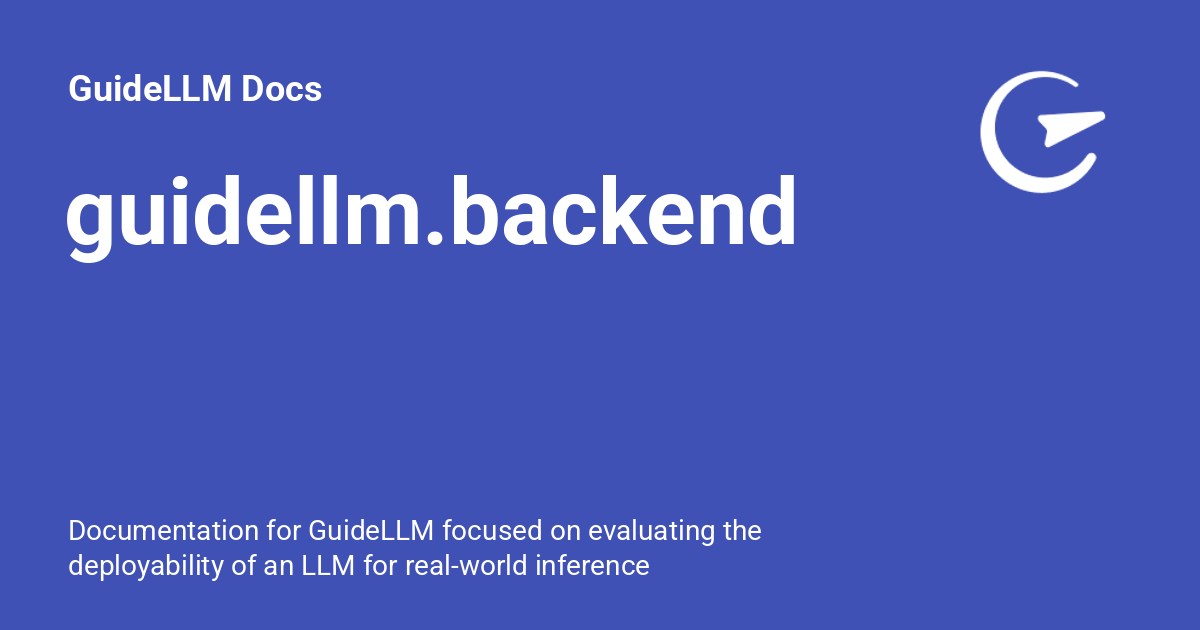 GuideLLM Docs
guidellm.backend
Documentation for GuideLLM focused on evaluating the
deployability of an LLM for real-world inference